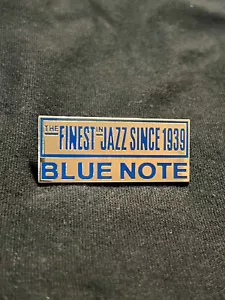 THE FINEST IN JAZZ SINCE 1939
BLUE NOTE